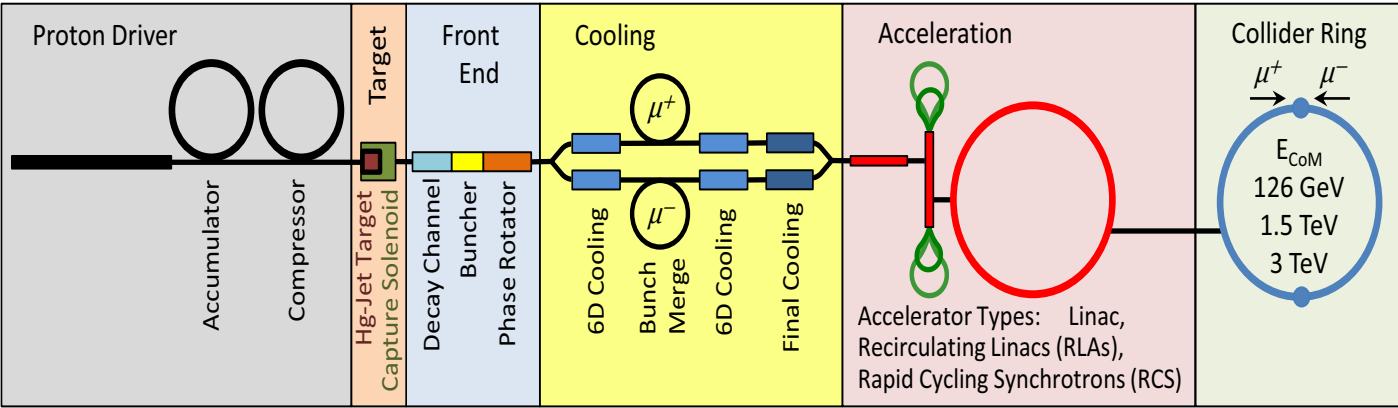 Proton Driver
Accumulator
Compressor
Target
Hg-Jet Target
Capture Solenoid
Front
End
Decay Channel
Buncher
Phase Rotator
Cooling
μ+
μ−
6D Cooling
Bunch
Merge
6D Cooling
Final Cooling
Acceleration
Accelerator Types: Linac,
Recirculating Linacs (RLAs),
Rapid Cycling Synchrotrons (RCS)
Collider Ring
μ+ μ−
ECoM
126 GeV
1.5 TeV
3 TeV